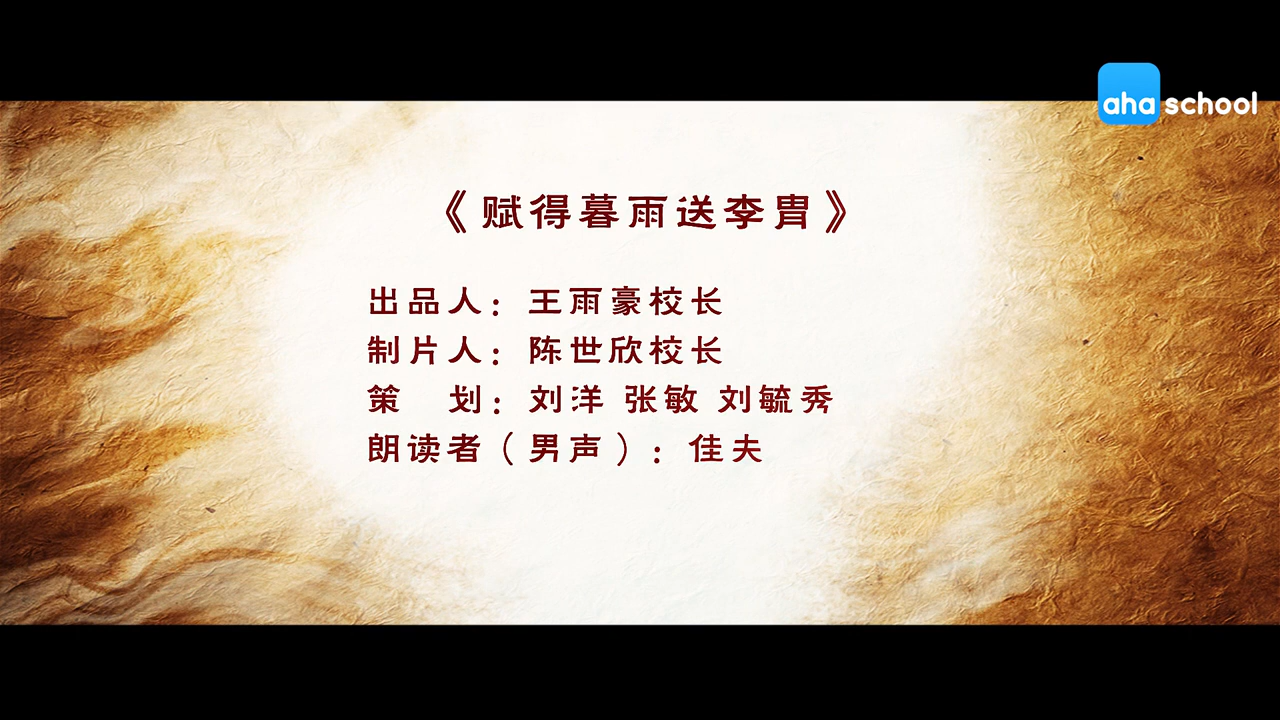 aha school
《赋得暮雨送李胄》
出品人：王雨豪校长
制片人：陈世欣校长
策　划：刘洋 张敏 刘毓秀
朗读者（男声）：佳夫